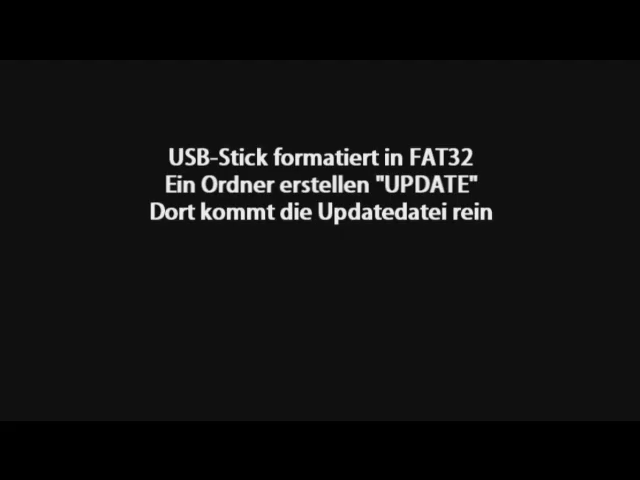 USB-Stick formatiert in FAT32
Ein Ordner erstellen "UPDATE"
Dort kommt die Updatedatei rein